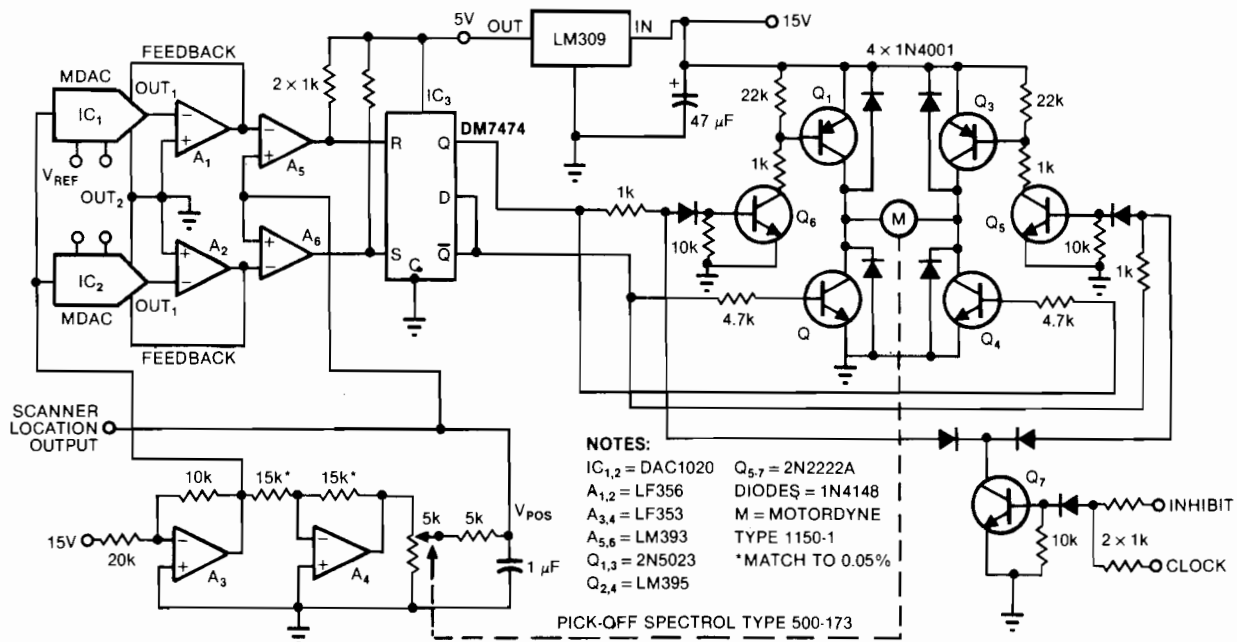 FEEDBACK
MDAC
OUT1
IC1
VREF
OUT2
A1
A5
2 × 1k
5V
OUT
LM309
IN
15V
47 μF
+
4 × 1N4001
IC3
DM7474
R
Q
D
S
Q̅
C
A2
A6
IC2
OUT1
MDAC
FEEDBACK
22k
Q1
Q3
22k
1k
1k
1k
Q6
M
Q5
10k
10k
1k
4.7k
Q
Q4
4.7k
SCANNER
LOCATION
OUTPUT
10k
15k*
15k*
15V
20k
A3
A4
5k
5k
VPOS
1 μF
NOTES:
IC1,2 = DAC1020
A1,2 = LF356
A3,4 = LF353
A5,6 = LM393
Q1,3 = 2N5023
Q2,4 = LM395
Q5-7 = 2N2222A
DIODES = 1N4148
M = MOTORDYNE
TYPE 1150-1
*MATCH TO 0.05%
Q7
10k
INHIBIT
2 × 1k
CLOCK
PICK-OFF SPECTROL TYPE 500-173